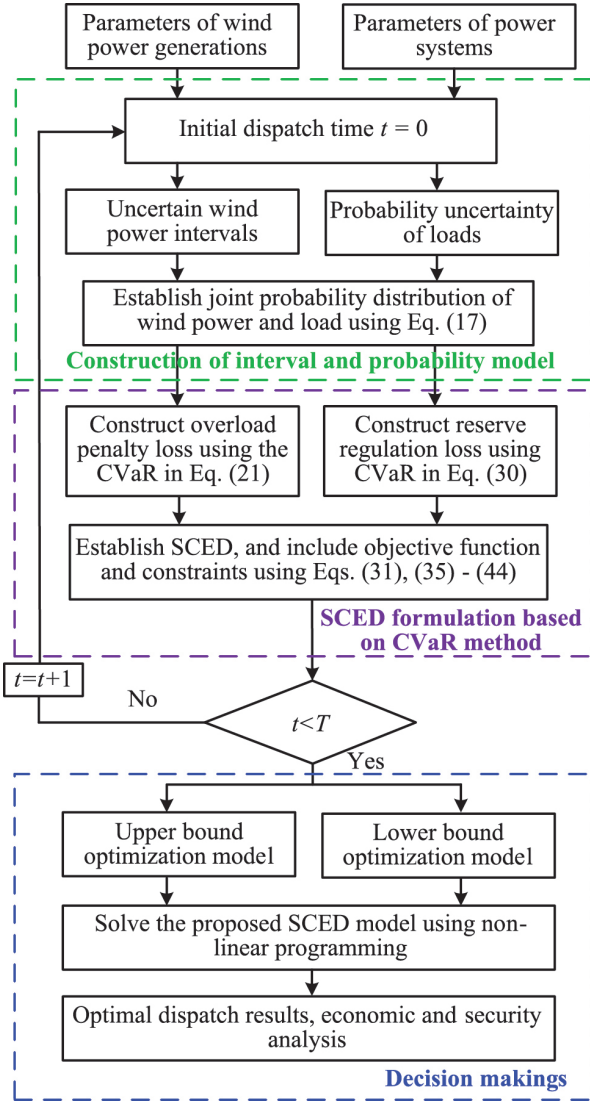 Parameters of wind
power generations
Parameters of power
systems
Initial dispatch time t = 0
Uncertain wind
power intervals
Probability uncertainty
of loads
Establish joint probability distribution of
wind power and load using Eq. (17)
Construction of interval and probability model
Construct overload
penalty loss using the
CVaR in Eq. (21)
Construct reserve
regulation loss using
CVaR in Eq. (30)
Establish SCED, and include objective function
and constraints using Eqs. (31), (35) - (44)
SCED formulation based
on CVaR method
t=t+1
No
t<T
Yes
Upper bound
optimization model
Lower bound
optimization model
Solve the proposed SCED model using non-
linear programming
Optimal dispatch results, economic and security
analysis
Decision makings